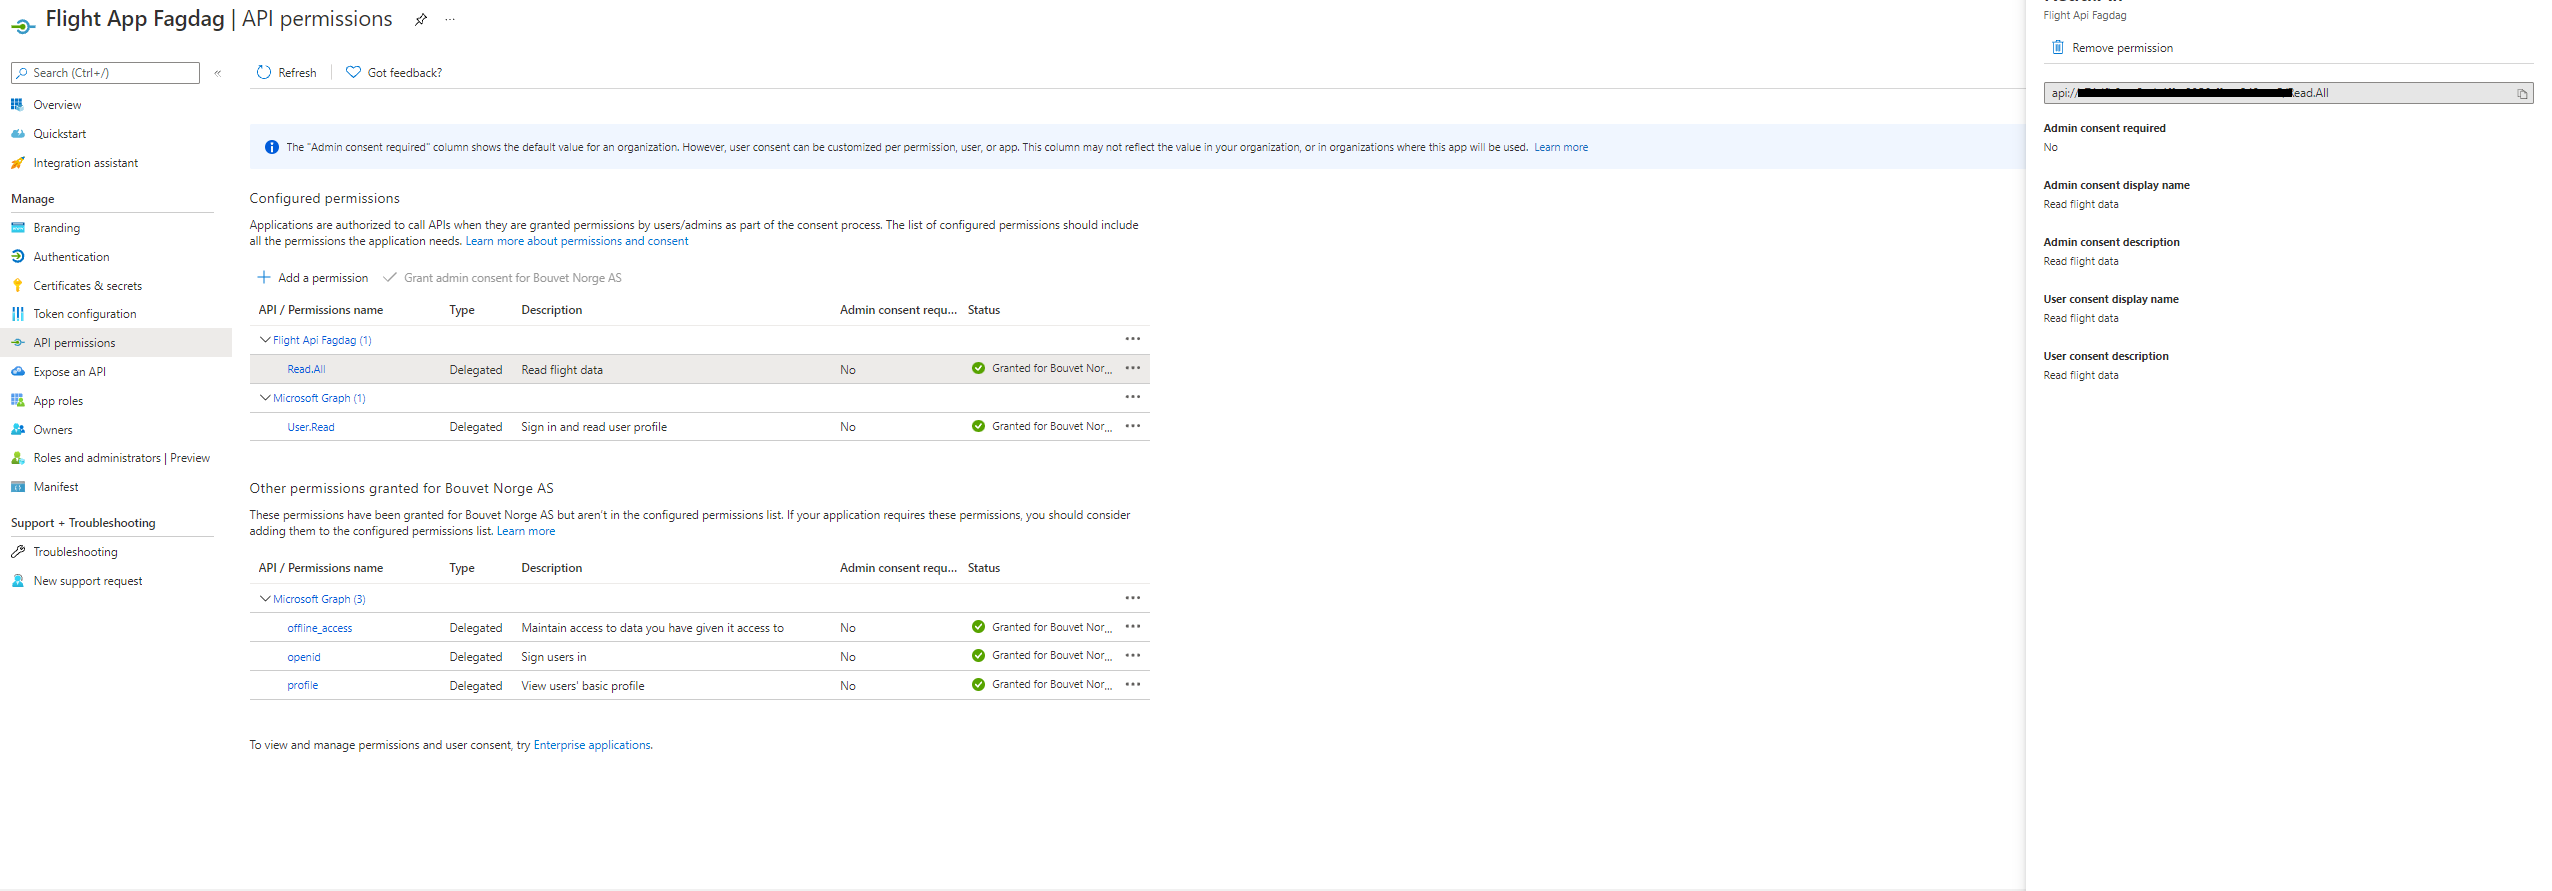 Flight App Fagdag | API permissions
Search (Ctrl+/)
Overview
Quickstart
Integration assistant
Manage
Branding
Authentication
Certificates & secrets
Token configuration
API permissions
Expose an API
App roles
Owners
Roles and administrators | Preview
Manifest
Support + Troubleshooting
Troubleshooting
New support request
Refresh
Got feedback?
The "Admin consent required" column shows the default value for an organization. However, user consent can be customized per permission, user, or app. This column may not reflect the value in your organization, or in organizations where this app will be used. Learn more
Configured permissions
Applications are authorized to call APIs when they are granted permissions by users/admins as part of the consent process. The list of configured permissions should include
all the permissions the application needs. Learn more about permissions and consent
Add a permission
Grant admin consent for Bouvet Norge AS
API / Permissions name Type Description Admin consent requ... Status
Flight Api Fagdag (1)
Read.All Delegated Read flight data No Granted for Bouvet Nor...
Microsoft Graph (1)
User.Read Delegated Sign in and read user profile No Granted for Bouvet Nor...
Other permissions granted for Bouvet Norge AS
These permissions have been granted for Bouvet Norge AS but aren't in the configured permissions list. If your application requires these permissions, you should consider
adding them to the configured permissions list. Learn more
API / Permissions name Type Description Admin consent requ... Status
Microsoft Graph (3)
offline_access Delegated Maintain access to data you have given it access to No Granted for Bouvet Nor...
openid Delegated Sign users in No Granted for Bouvet Nor...
profile Delegated View users' basic profile No Granted for Bouvet Nor...
To view and manage permissions and user consent, try Enterprise applications.
Flight Api Fagdag
Remove permission
api:// Read.All
Admin consent required
No
Admin consent display name
Read flight data
Admin consent description
Read flight data
User consent display name
Read flight data
User consent description
Read flight data